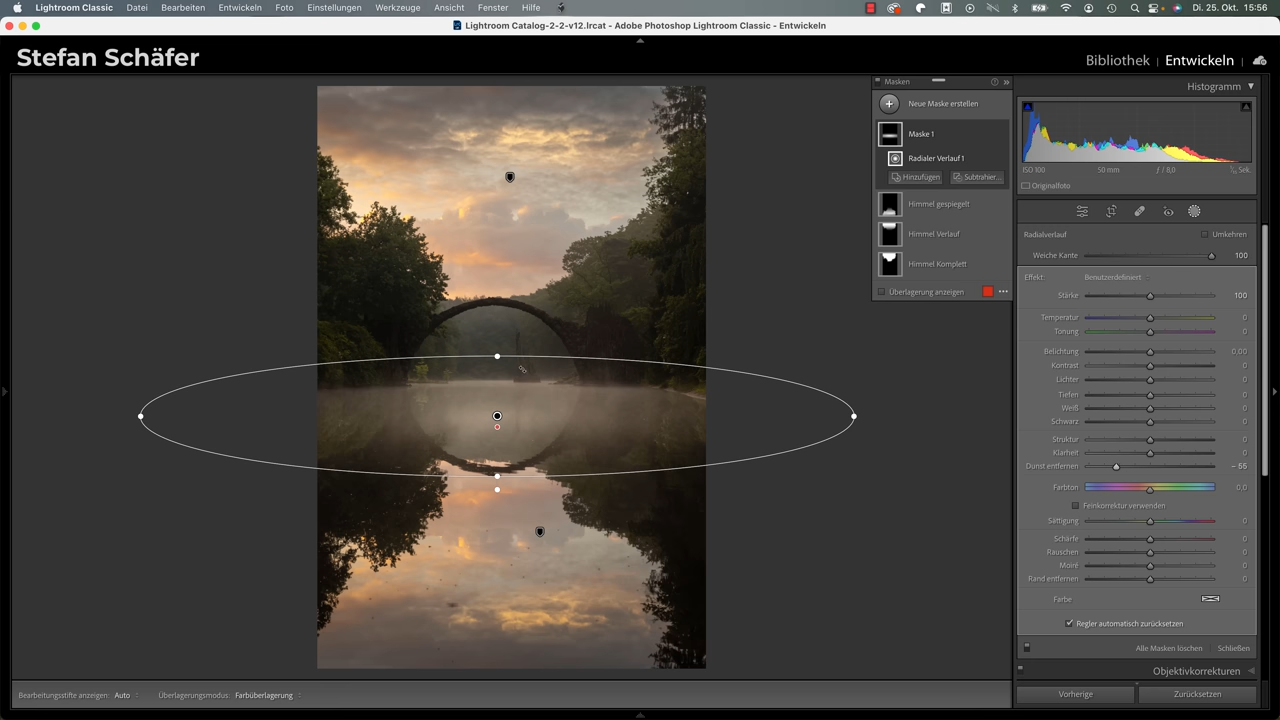 Lightroom Classic Datei Bearbeiten Entwickeln Foto Einstellungen Werkzeuge Ansicht Fenster Hilfe Di 25. Okt. 15:56
Lightroom Catalog-2-2-v12.lrcat - Adobe Photoshop Lightroom Classic - Entwickeln
Stefan Schäfer
Bibliothek | Entwickeln |
Masken
Neue Maske erstellen
Maske 1
Radialer Verlauf 1
Hinzufügen Subtrahier...
Himmel gespiegelt
Himmel Verlauf
Himmel Komplett
Überlagerung anzeigen
Histogramm
ISO 100 50 mm ƒ / 8,0 Sek.
Originalfoto
Radialverlauf Umkehren
Weiche Kante 100
Effekt: Benutzerdefiniert
Stärke 100
Temperatur 0
Tonung 0
Belichtung 0,00
Kontrast 0
Lichter 0
Tiefen 0
Weiß 0
Schwarz 0
Struktur 0
Klarheit 0
Dunst entfernen – 55
Farbton 0,0
Feinkorrektur verwenden
Sättigung 0
Schärfe 0
Rauschen 0
Moiré 0
Rand entfernen 0
Farbe
Regler automatisch zurücksetzen
Alle Masken löschen Schließen
Objektivkorrekturen
Bearbeitungsstifte anzeigen: Auto Überlagerungsmodus: Farbüberlagerung
Vorherige Zurücksetzen